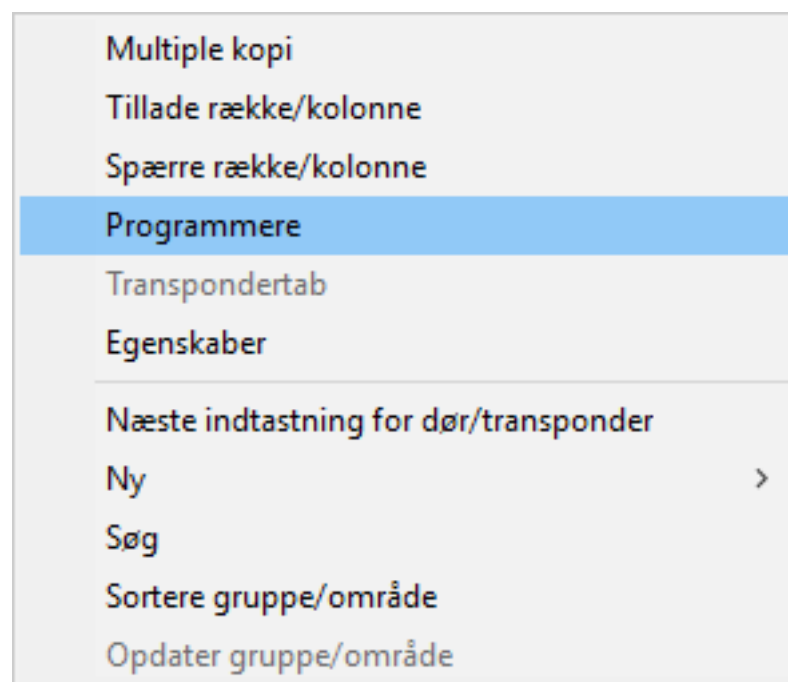 Multiple kopi
Tillade række/kolonne
Spærre række/kolonne
Programmere
Transpondertab
Egenskaber
Næste indtastning for dør/transponder
Ny
Søg
Sortere gruppe/område
Opdater gruppe/område